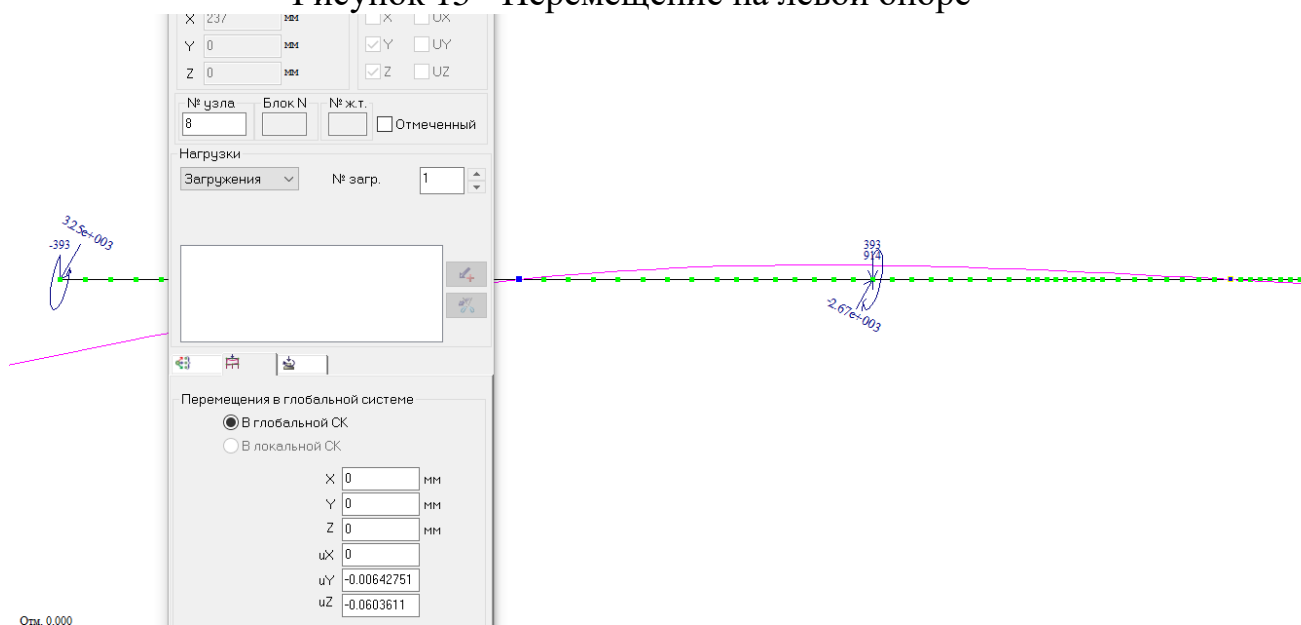 Рисунок 13 - Перемещение на левой опоре
X 237 мм X UX
Y 0 мм Y UY
Z 0 мм Z UZ
№ узла Блок N № ж.т.
8 Отмеченный
Нагрузки
Загружения № загр. 1
3.25e+003
-393
393
914
-2.67e+003
Перемещения в глобальной системе
В глобальной СК
В локальной СК
X 0 мм
Y 0 мм
Z 0 мм
uX 0
uY -0.00642751
uZ -0.0603611
Отм. 0.000